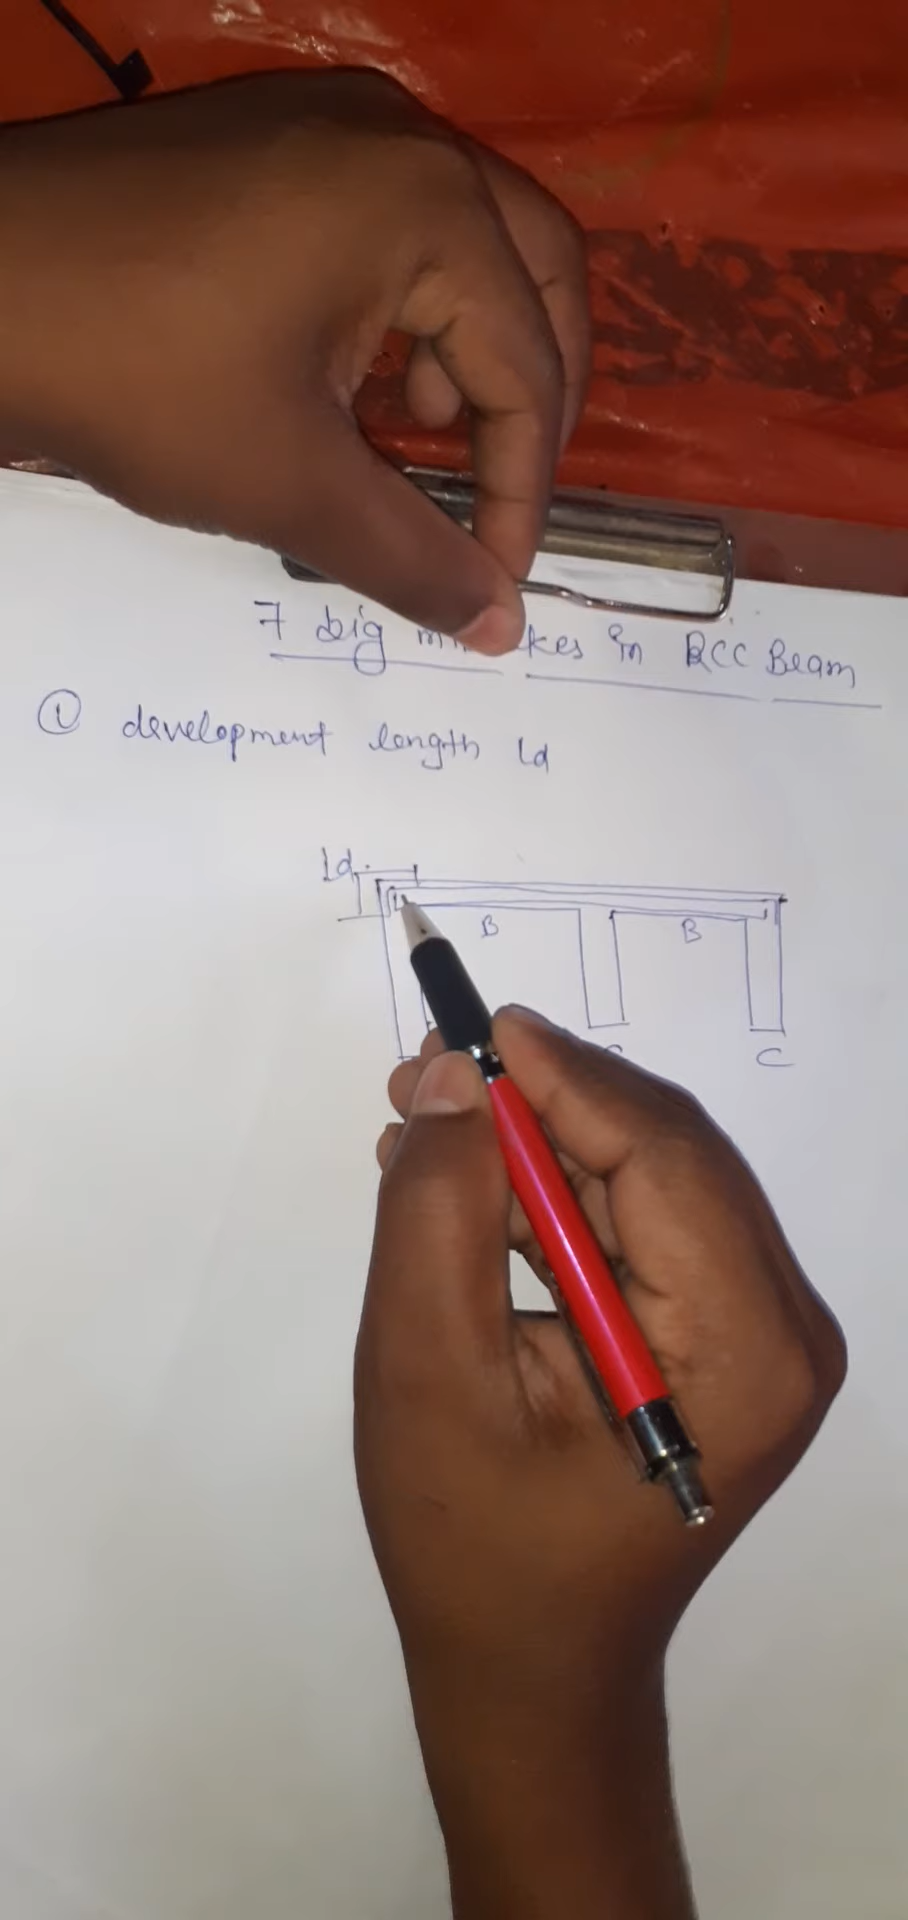 7 big kes in RCC Beam
① development length Ld
Ld
B B
C